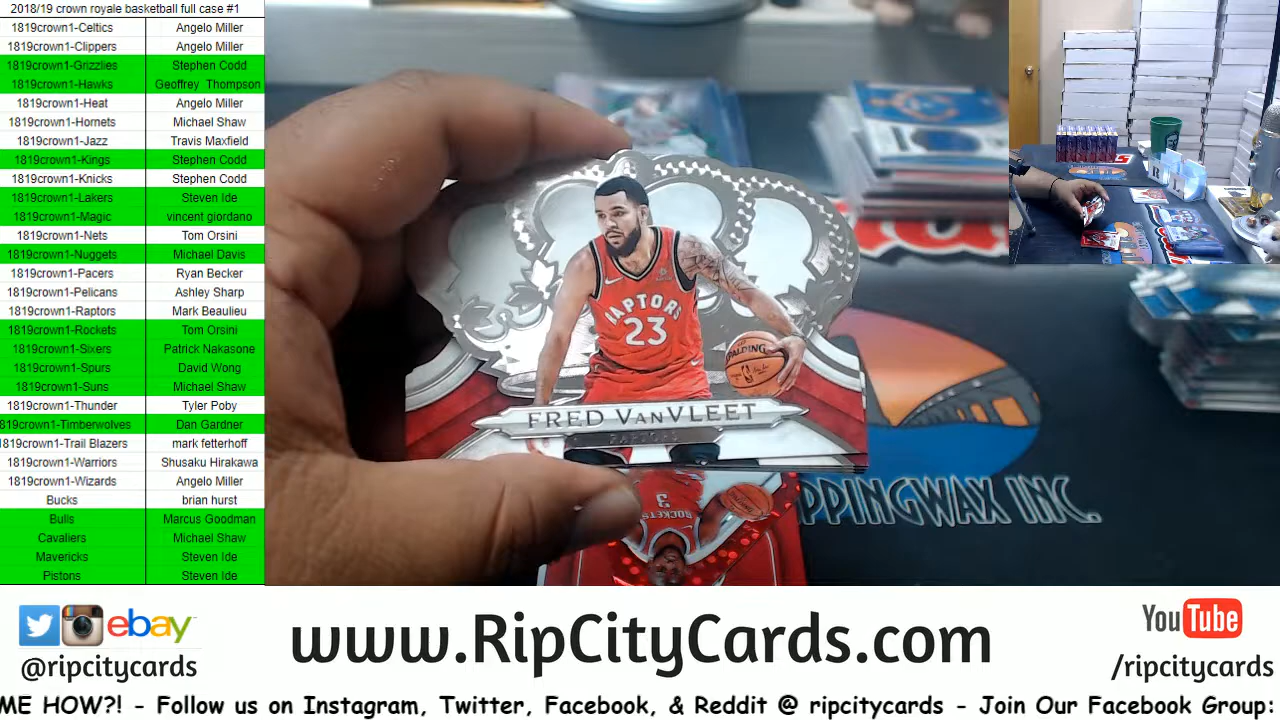 2018/19 crown royale basketball full case #1
1819crown1-Celtics Angelo Miller
1819crown1-Clippers Angelo Miller
1819crown1-Grizzlies Stephen Codd
1819crown1-Hawks Geoffrey Thompson
1819crown1-Heat Angelo Miller
1819crown1-Hornets Michael Shaw
1819crown1-Jazz Travis Maxfield
1819crown1-Kings Stephen Codd
1819crown1-Knicks Stephen Codd
1819crown1-Lakers Steven Ide
1819crown1-Magic vincent giordano
1819crown1-Nets Tom Orsini
1819crown1-Nuggets Michael Davis
1819crown1-Pacers Ryan Becker
1819crown1-Pelicans Ashley Sharp
1819crown1-Raptors Mark Beaulieu
1819crown1-Rockets Tom Orsini
1819crown1-Sixers Patrick Nakasone
1819crown1-Spurs David Wong
1819crown1-Suns Michael Shaw
1819crown1-Thunder Tyler Poby
819crown1-Timberwolves Dan Gardner
1819crown1-Trail Blazers mark fetterhoff
1819crown1-Warriors Shusaku Hirakawa
1819crown1-Wizards Angelo Miller
Bucks brian hurst
Bulls Marcus Goodman
Cavaliers Michael Shaw
Mavericks Steven Ide
Pistons Steven Ide
RAPTORS
23
SPALDING
FRED VANVLEET
RAPTORS
ROCKETS
3
PPINGWAX INC.
ebay
@ripcitycards
www.RipCityCards.com
YouTube
/ripcitycards
ME HOW?! - Follow us on Instagram, Twitter, Facebook, & Reddit @ ripcitycards - Join Our Facebook Group: